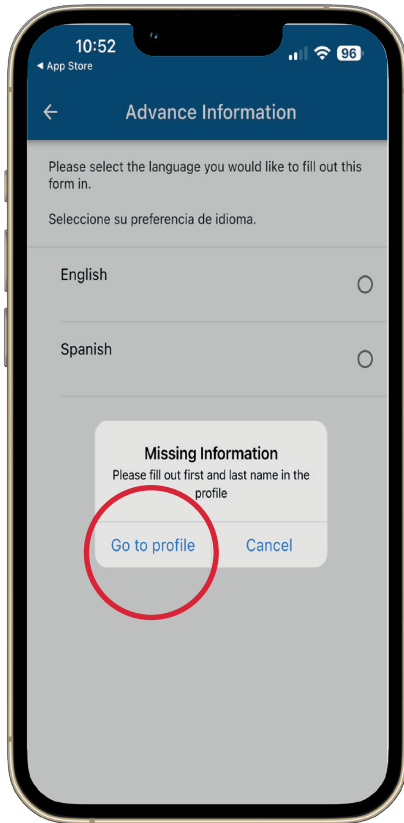 10:52
96
◀ App Store
← Advance Information
Please select the language you would like to fill out this
form in.
Seleccione su preferencia de idioma.
English
Spanish
Missing Information
Please fill out first and last name in the
profile
Go to profile Cancel